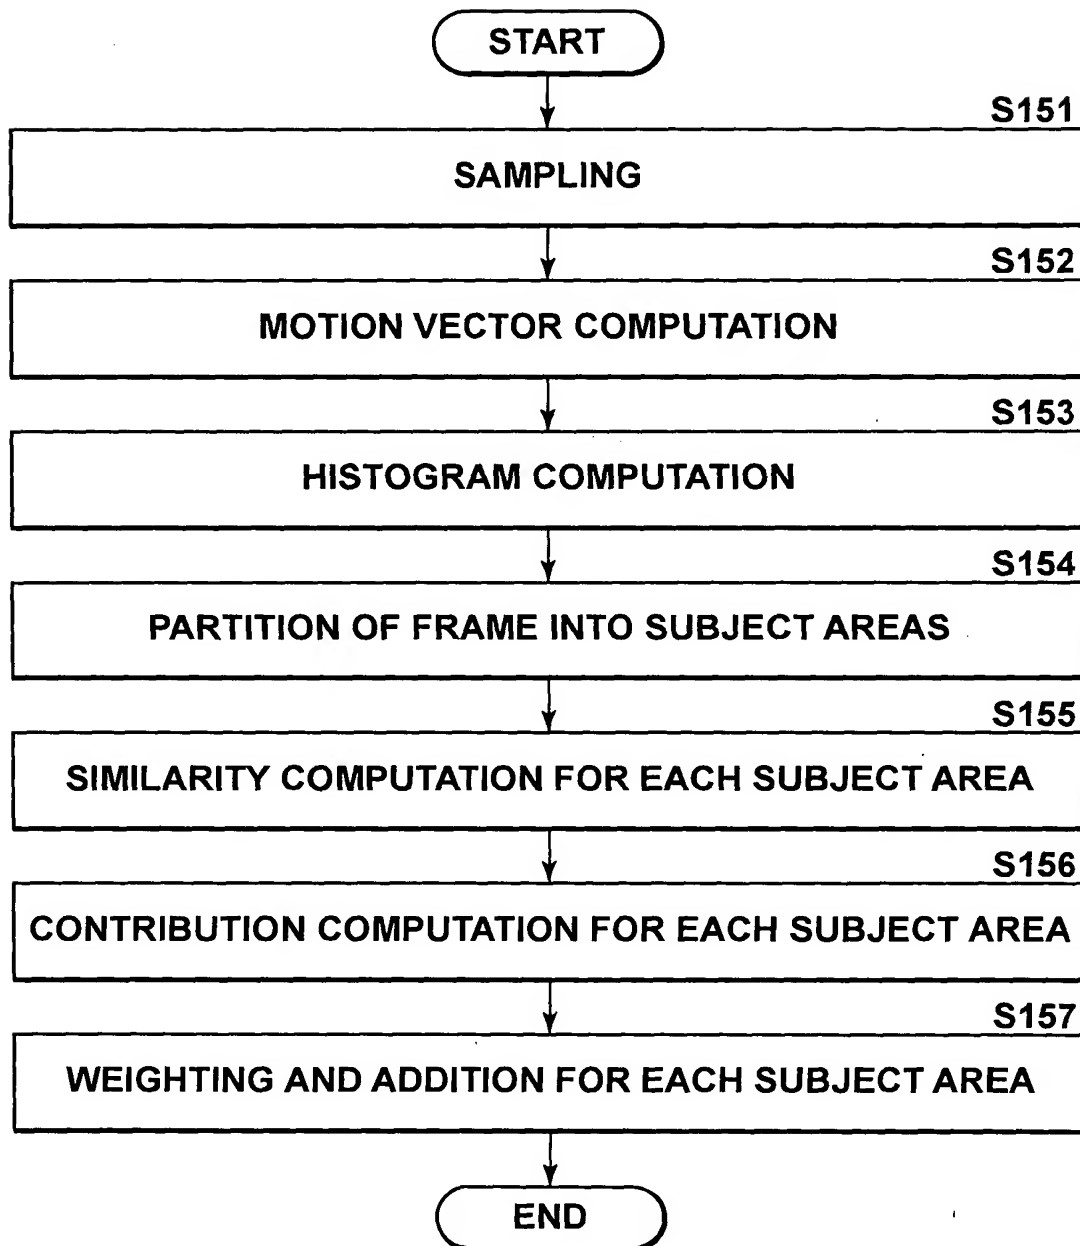 START
S151
SAMPLING
S152
MOTION VECTOR COMPUTATION
S153
HISTOGRAM COMPUTATION
S154
PARTITION OF FRAME INTO SUBJECT AREAS
S155
SIMILARITY COMPUTATION FOR EACH SUBJECT AREA
S156
CONTRIBUTION COMPUTATION FOR EACH SUBJECT AREA
S157
WEIGHTING AND ADDITION FOR EACH SUBJECT AREA
END